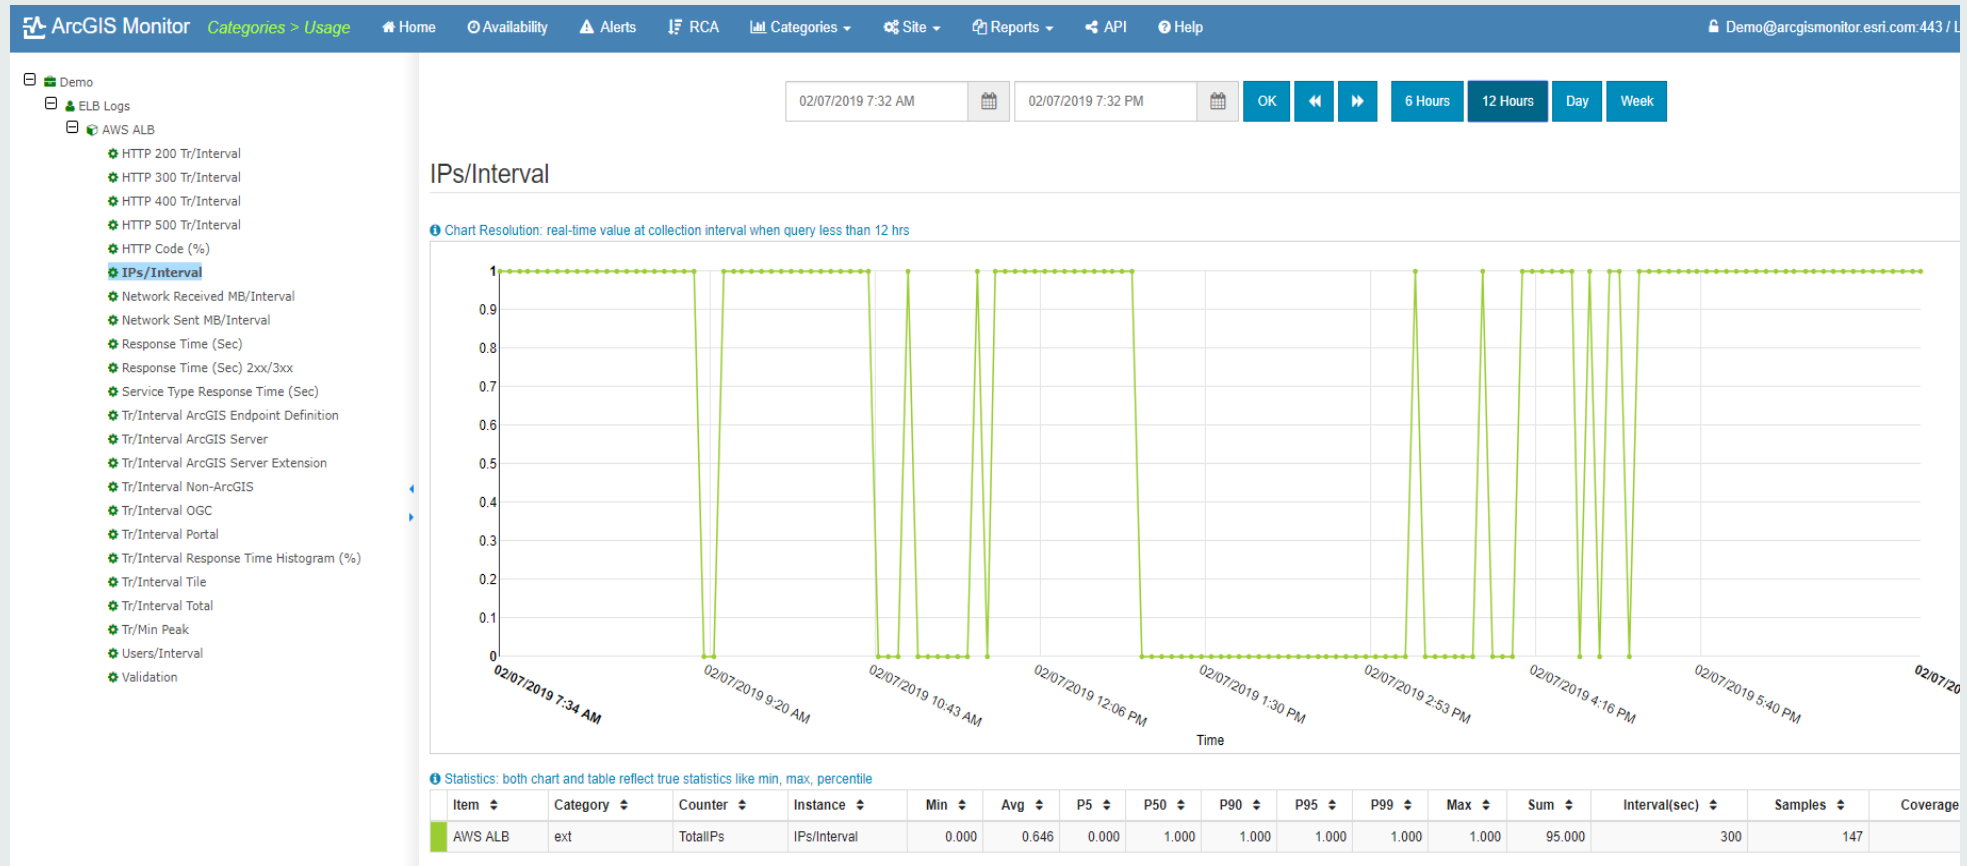 ArcGIS Monitor Categories > Usage Home Availability Alerts RCA Categories Site Reports API Help Demo@arcgismonitor.esri.com:443 / L
Demo
ELB Logs
AWS ALB
HTTP 200 Tr/Interval
HTTP 300 Tr/Interval
HTTP 400 Tr/Interval
HTTP 500 Tr/Interval
HTTP Code (%)
IPs/Interval
Network Received MB/Interval
Network Sent MB/Interval
Response Time (Sec)
Response Time (Sec) 2xx/3xx
Service Type Response Time (Sec)
Tr/Interval ArcGIS Endpoint Definition
Tr/Interval ArcGIS Server
Tr/Interval ArcGIS Server Extension
Tr/Interval Non-ArcGIS
Tr/Interval OGC
Tr/Interval Portal
Tr/Interval Response Time Histogram (%)
Tr/Interval Tile
Tr/Interval Total
Tr/Min Peak
Users/Interval
Validation
02/07/2019 7:32 AM 02/07/2019 7:32 PM OK 6 Hours 12 Hours Day Week
IPs/Interval
Chart Resolution: real-time value at collection interval when query less than 12 hrs
1
0.9
0.8
0.7
0.6
0.5
0.4
0.3
0.2
0.1
0
02/07/2019 7:34 AM 02/07/2019 9:20 AM 02/07/2019 10:43 AM 02/07/2019 12:06 PM 02/07/2019 1:30 PM 02/07/2019 2:53 PM 02/07/2019 4:16 PM 02/07/2019 5:40 PM 02/07/20
Time
Statistics: both chart and table reflect true statistics like min, max, percentile
Item Category Counter Instance Min Avg P5 P50 P90 P95 P99 Max Sum Interval(sec) Samples Coverage
AWS ALB ext TotalIPs IPs/Interval 0.000 0.646 0.000 1.000 1.000 1.000 1.000 1.000 95.000 300 147